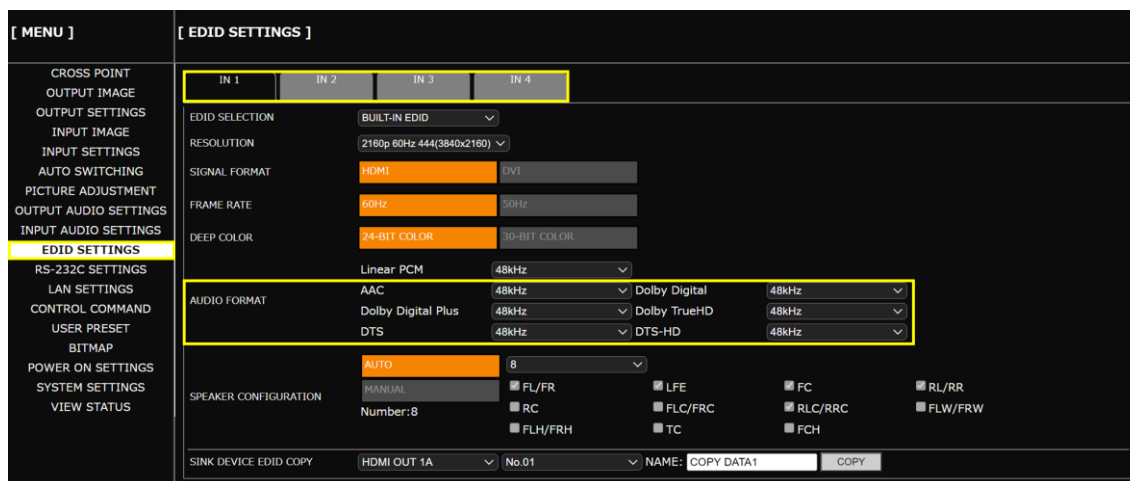 [ MENU ]
CROSS POINT
OUTPUT IMAGE
OUTPUT SETTINGS
INPUT IMAGE
INPUT SETTINGS
AUTO SWITCHING
PICTURE ADJUSTMENT
OUTPUT AUDIO SETTINGS
INPUT AUDIO SETTINGS
EDID SETTINGS
RS-232C SETTINGS
LAN SETTINGS
CONTROL COMMAND
USER PRESET
BITMAP
POWER ON SETTINGS
SYSTEM SETTINGS
VIEW STATUS
[ EDID SETTINGS ]
IN 1 IN 2 IN 3 IN 4
EDID SELECTION BUILT-IN EDID
RESOLUTION 2160p 60Hz 444(3840x2160)
SIGNAL FORMAT HDMI DVI
FRAME RATE 60Hz 50Hz
DEEP COLOR 24-BIT COLOR 30-BIT COLOR
Linear PCM 48kHz
AUDIO FORMAT
AAC 48kHz Dolby Digital 48kHz
Dolby Digital Plus 48kHz Dolby TrueHD 48kHz
DTS 48kHz DTS-HD 48kHz
SPEAKER CONFIGURATION
AUTO 8
MANUAL FL/FR LFE FC RL/RR
Number:8 RC FLC/FRC RLC/RRC FLW/FRW
FLH/FRH TC FCH
SINK DEVICE EDID COPY HDMI OUT 1A No.01 NAME: COPY DATA1 COPY